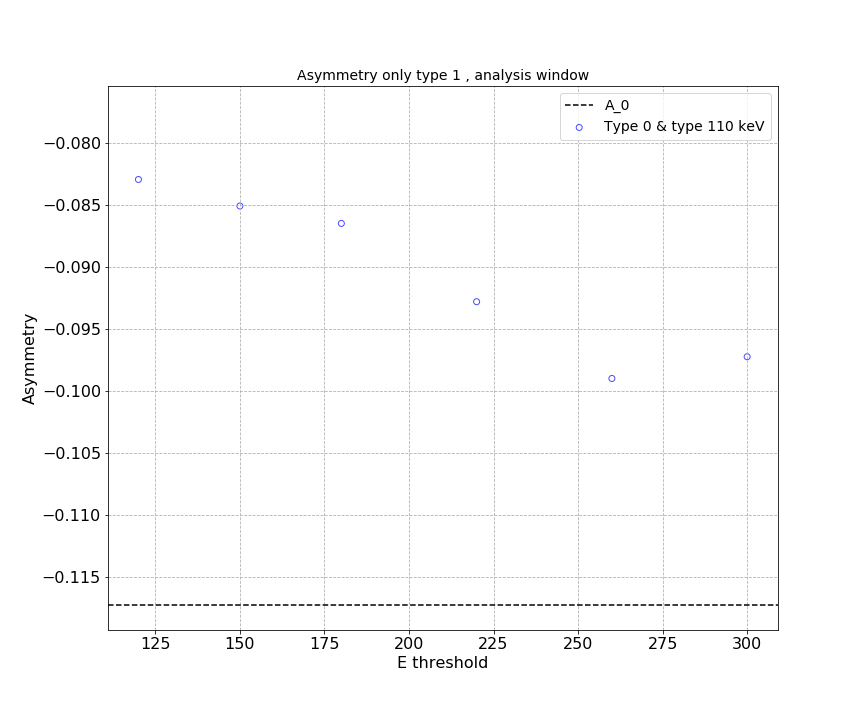 Asymmetry only type 1 , analysis window
A_0
Type 0 & type 110 keV
−0.080
−0.085
−0.090
−0.095
−0.100
−0.105
−0.110
−0.115
Asymmetry
125 150 175 200 225 250 275 300
E threshold